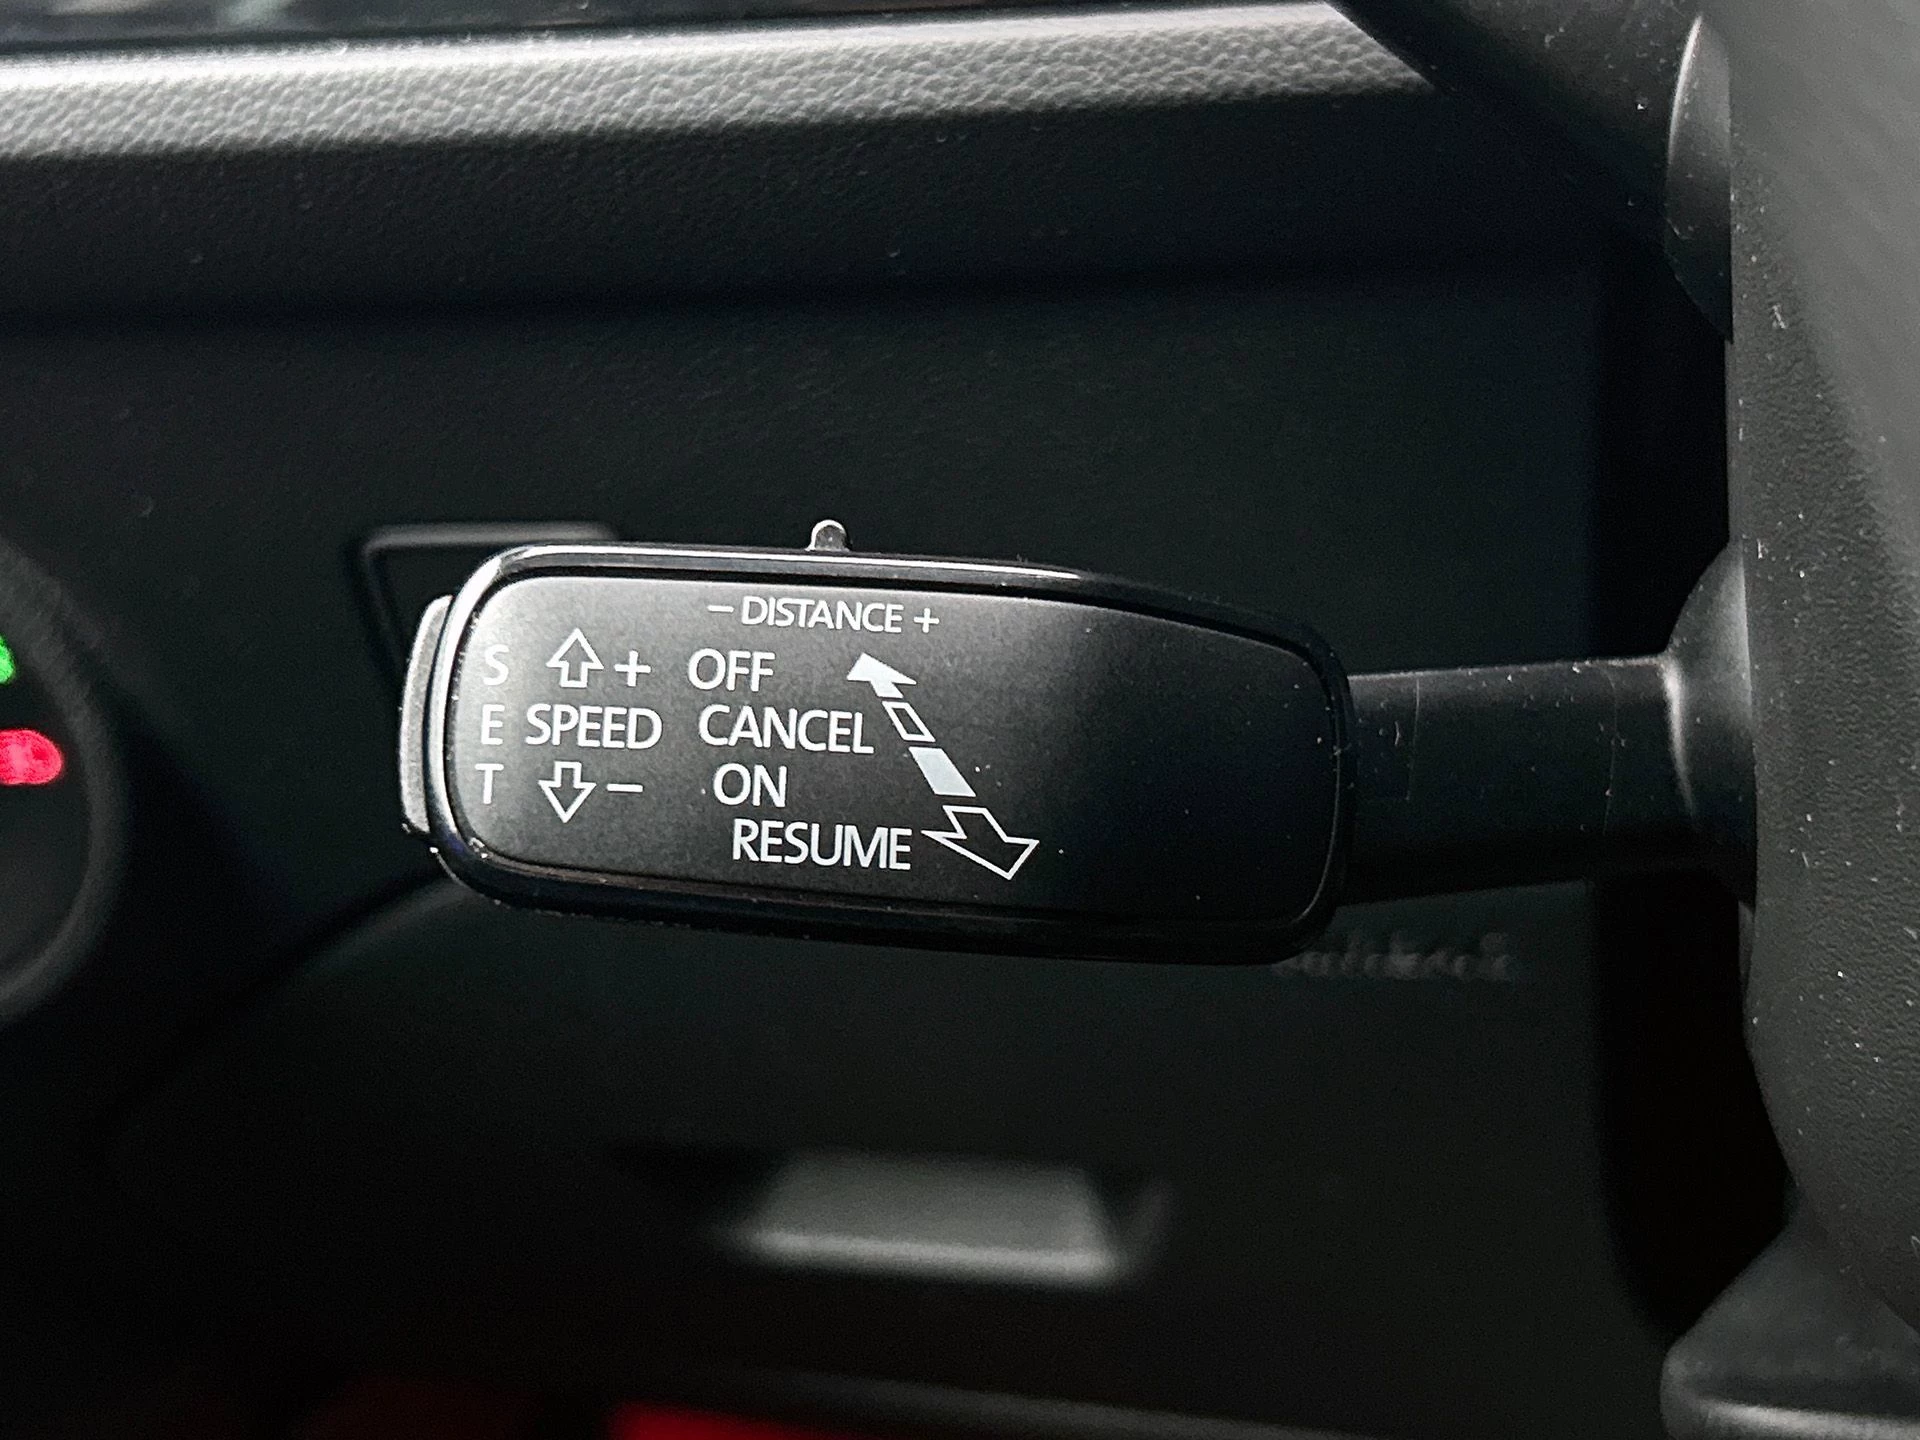 − DISTANCE +
S + OFF
E SPEED CANCEL
T − ON
RESUME